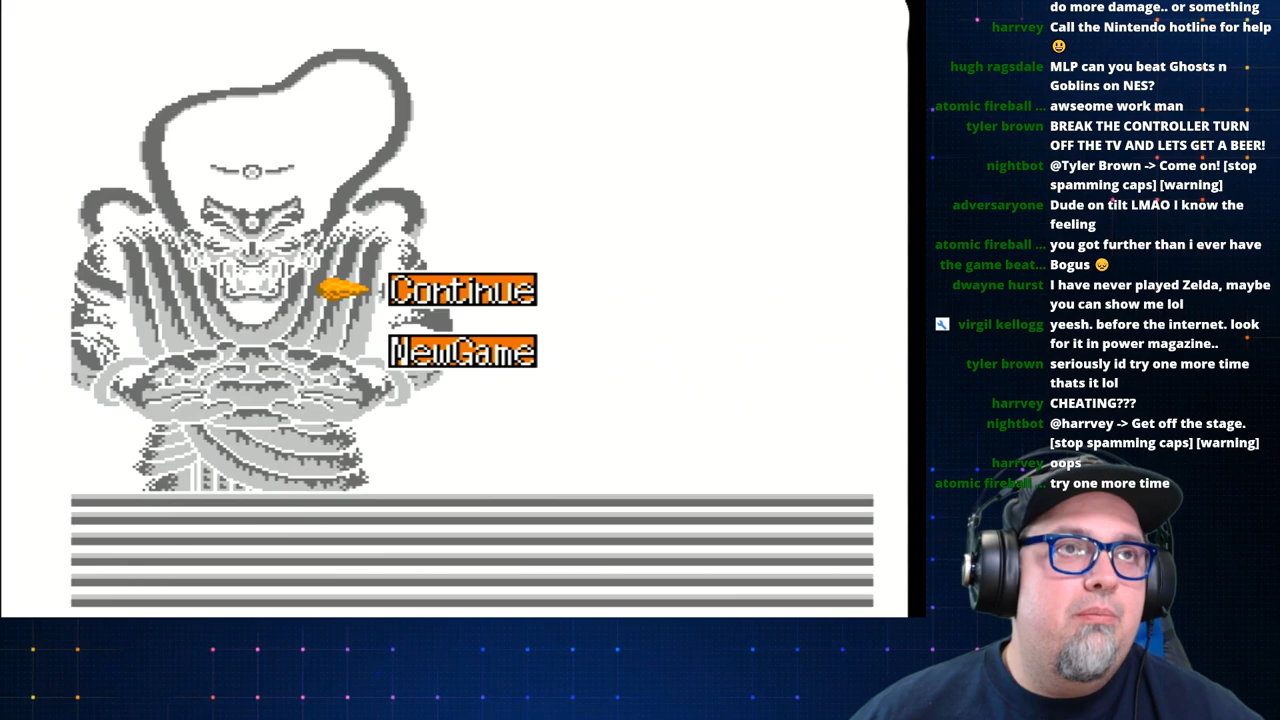 Continue
NewGame
do more damage.. or something
harrvey Call the Nintendo hotline for help
😃
hugh ragsdale MLP can you beat Ghosts n
Goblins on NES?
atomic fireball ... awseome work man
tyler brown BREAK THE CONTROLLER TURN
OFF THE TV AND LETS GET A BEER!
nightbot @Tyler Brown -> Come on! [stop
spamming caps] [warning]
adversaryone Dude on tilt LMAO I know the
feeling
atomic fireball ... you got further than i ever have
the game beat... Bogus 😞
dwayne hurst I have never played Zelda, maybe
you can show me lol
virgil kellogg yeesh. before the internet. look
for it in power magazine..
tyler brown seriously id try one more time
thats it lol
harrvey CHEATING???
nightbot @harrvey -> Get off the stage.
[stop spamming caps] [warning]
harrvey oops
atomic fireball ... try one more time